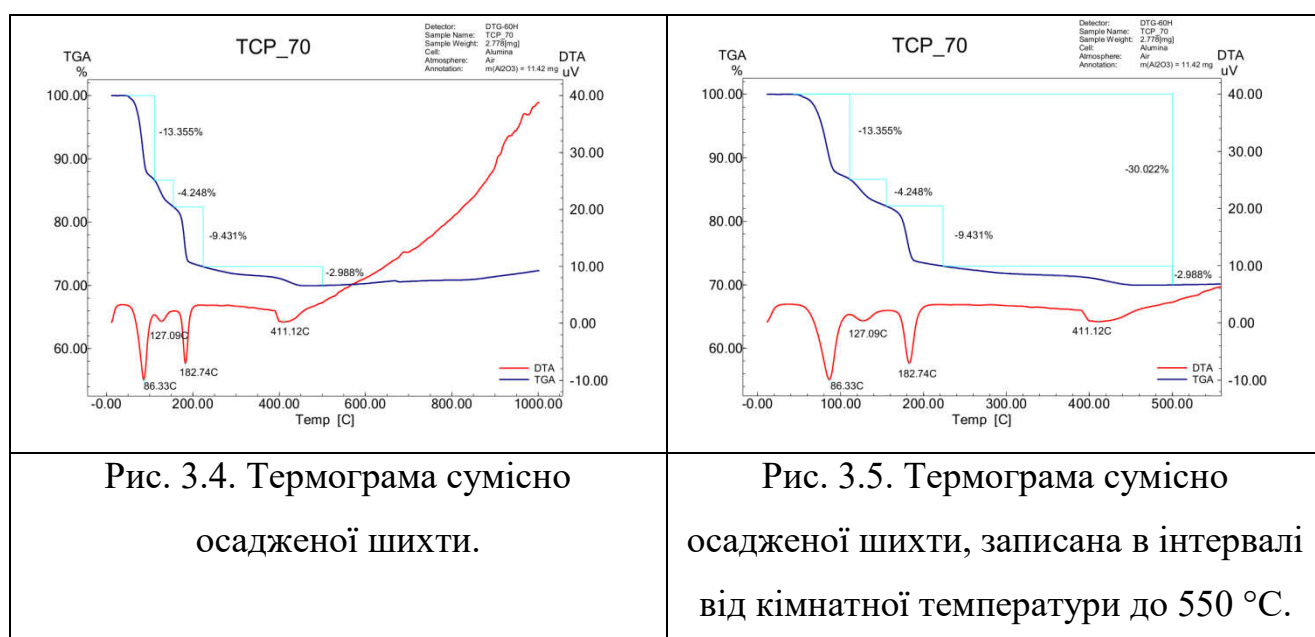 TCP_70
Detector: DTG-60H
Sample Name: TCP_70
Sample Weight: 2.778[mg]
Cell: Alumina
Atmosphere: Air
Annotation: m(Al2O3) = 11.42 mg
TGA
%
DTA
uV
100.00
90.00
80.00
70.00
60.00
40.00
30.00
20.00
10.00
0.00
-10.00
-13.355%
-4.248%
-9.431%
-2.988%
127.09C
411.12C
182.74C
86.33C
DTA
TGA
-0.00 200.00 400.00 600.00 800.00 1000.00
Temp [C]
Рис. 3.4. Термограма сумісно
осадженої шихти.
TCP_70
Detector: DTG-60H
Sample Name: TCP_70
Sample Weight: 2.778[mg]
Cell: Alumina
Atmosphere: Air
Annotation: m(Al2O3) = 11.42 mg
TGA
%
DTA
uV
100.00
90.00
80.00
70.00
60.00
40.00
30.00
20.00
10.00
0.00
-10.00
-13.355%
-30.022%
-4.248%
-9.431%
-2.988%
127.09C
411.12C
182.74C
86.33C
DTA
TGA
-0.00 100.00 200.00 300.00 400.00 500.00
Temp [C]
Рис. 3.5. Термограма сумісно
осадженої шихти, записана в інтервалі
від кімнатної температури до 550 °С.